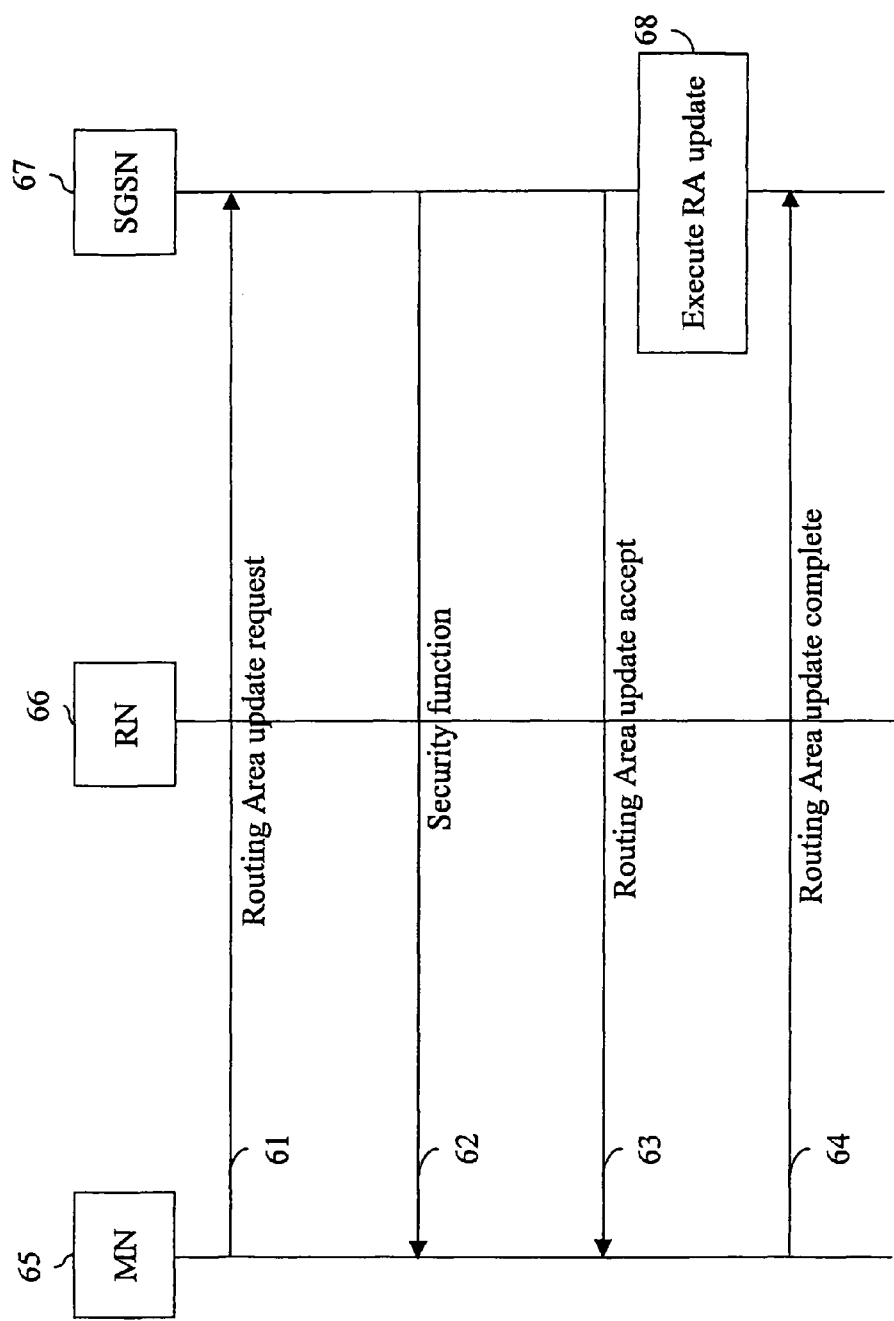 65
MN
66
RN
67
SGSN
Routing Area update request
61
Security function
62
Routing Area update accept
63
68
Execute RA update
Routing Area update complete
64